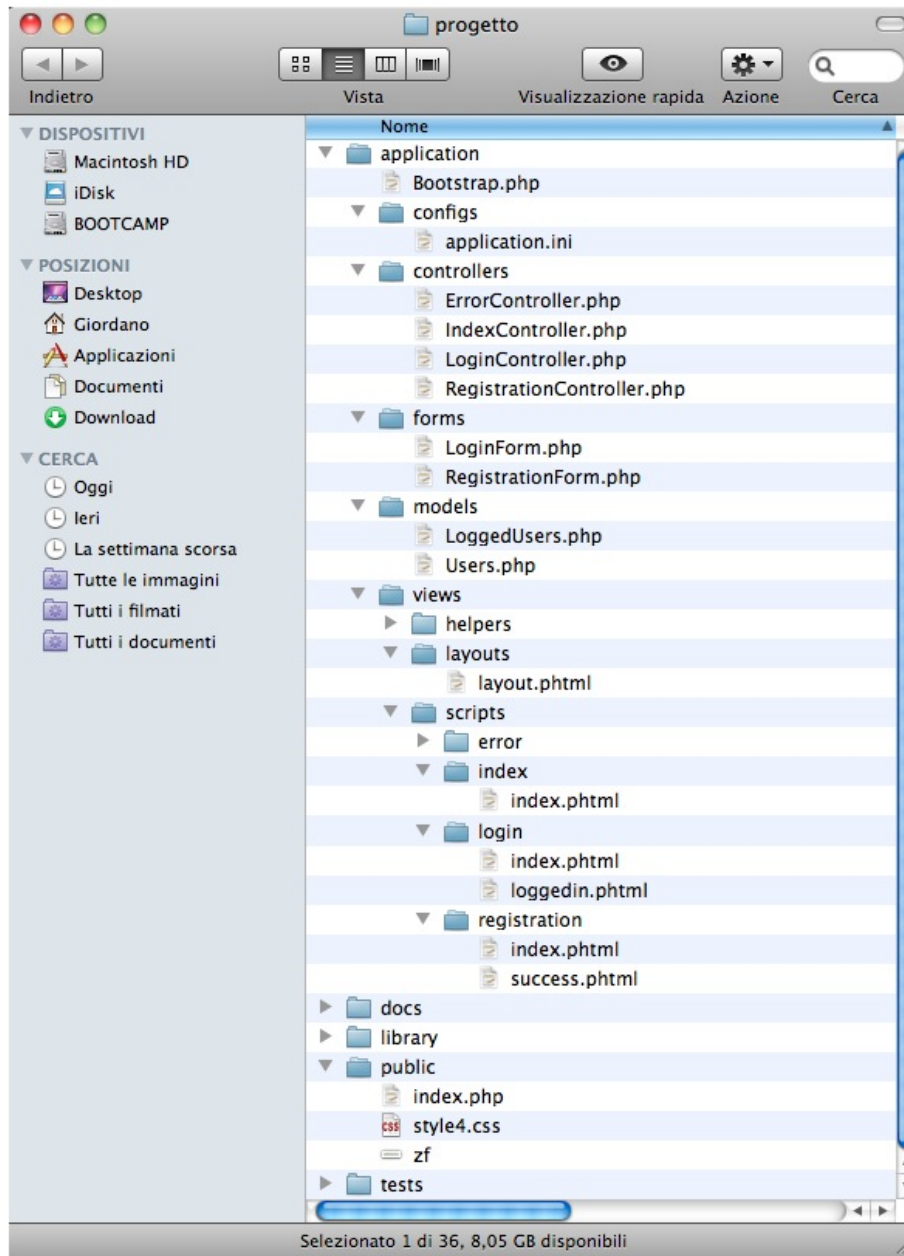 progetto
Indietro
Vista
Visualizzazione rapida
Azione
Cerca
DISPOSITIVI
Macintosh HD
iDisk
BOOTCAMP
POSIZIONI
Desktop
Giordano
Applicazioni
Documenti
Download
CERCA
Oggi
Ieri
La settimana scorsa
Tutte le immagini
Tutti i filmati
Tutti i documenti
Nome
application
Bootstrap.php
configs
application.ini
controllers
ErrorController.php
IndexController.php
LoginController.php
RegistrationController.php
forms
LoginForm.php
RegistrationForm.php
models
LoggedUsers.php
Users.php
views
helpers
layouts
layout.phtml
scripts
error
index
index.phtml
login
index.phtml
loggedin.phtml
registration
index.phtml
success.phtml
docs
library
public
index.php
css style4.css
zf
tests
Selezionato 1 di 36, 8,05 GB disponibili